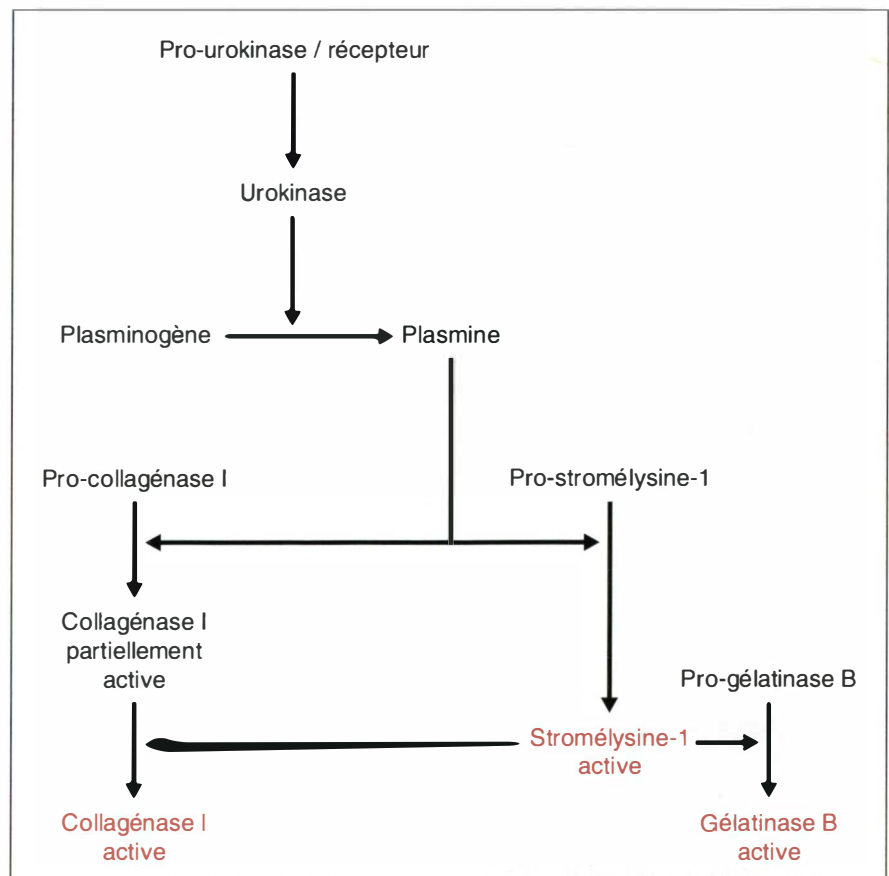 Pro-urokinase / récepteur
Urokinase
Plasminogène
Plasmine
Pro-collagénase I
Pro-stromélysine-1
Collagénase I
partiellement
active
Pro-gélatinase B
Stromélysine-1
active
Collagénase I
active
Gélatinase B
active